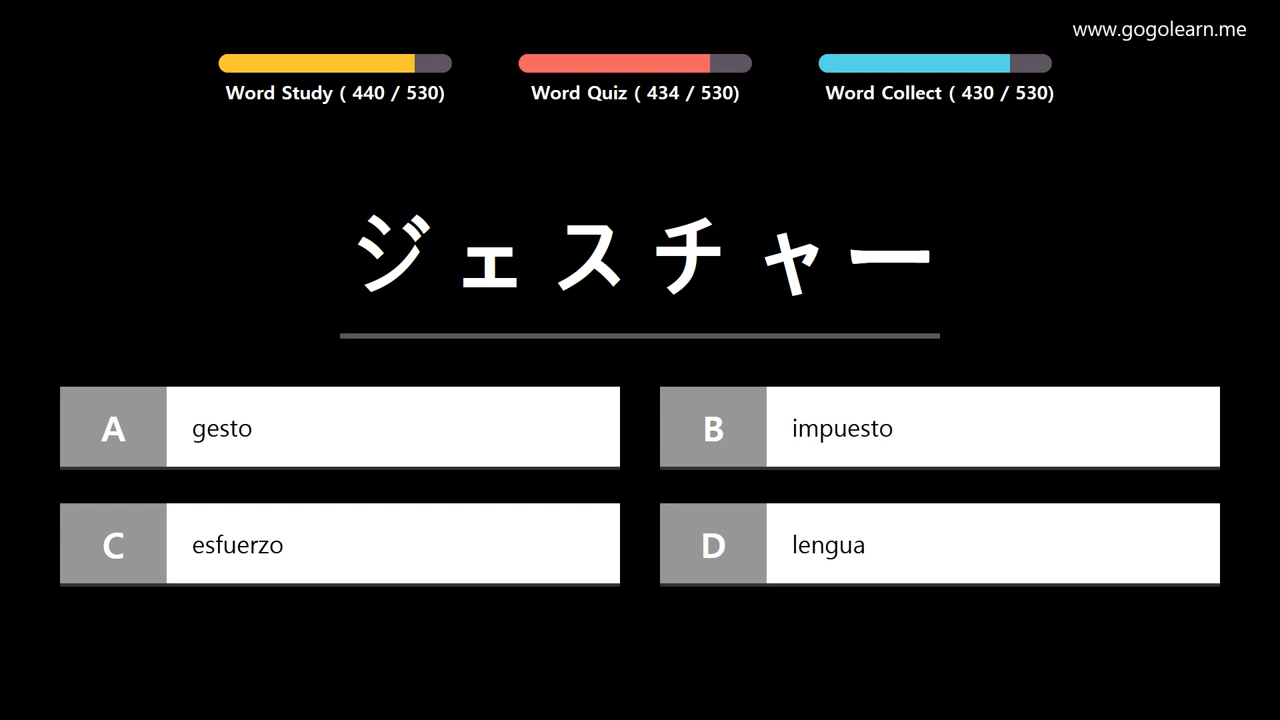 www.gogolearn.me
Word Study ( 440 / 530)
Word Quiz ( 434 / 530)
Word Collect ( 430 / 530)
ジェスチャー
A gesto
B impuesto
C esfuerzo
D lengua